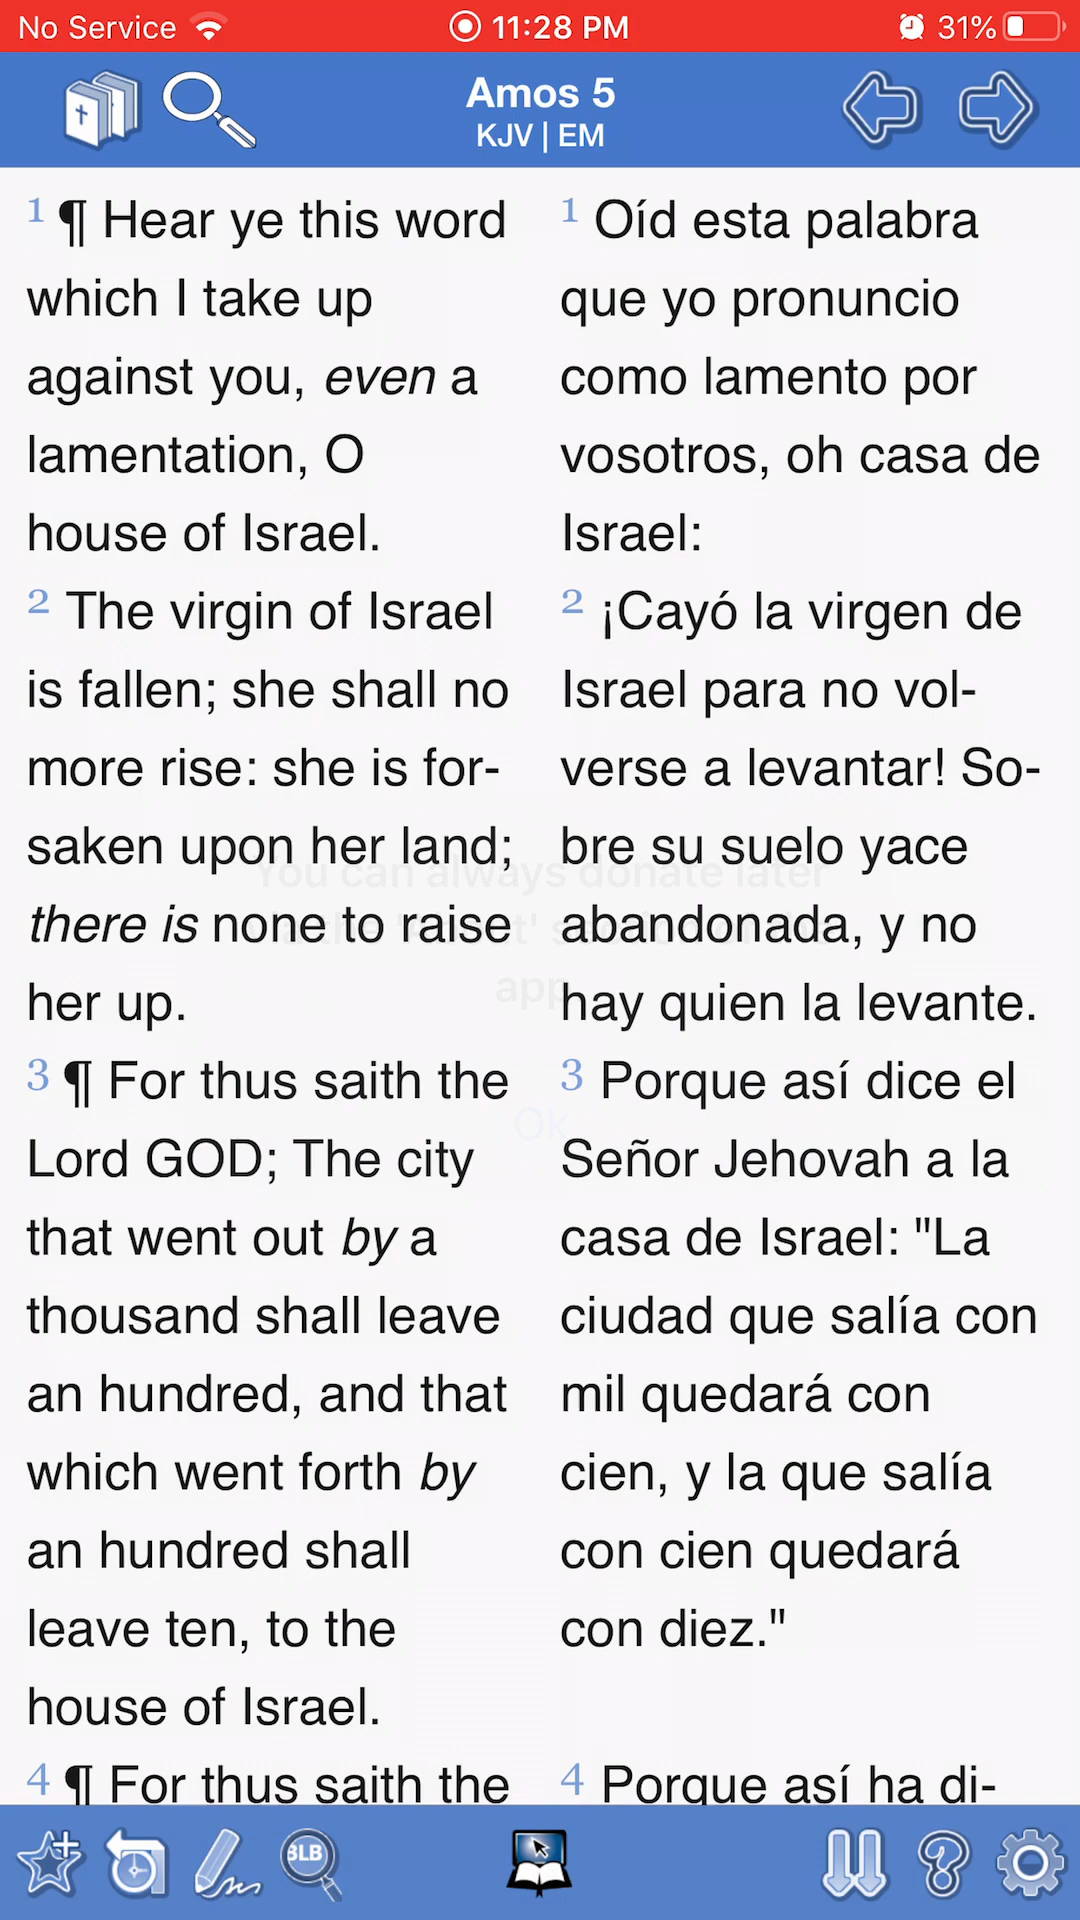 No Service
11:28 PM
31%
Amos 5
KJV | EM
1 ¶ Hear ye this word
which I take up
against you, even a
lamentation, O
house of Israel.
2 The virgin of Israel
is fallen; she shall no
more rise: she is for-
saken upon her land;
there is none to raise
her up.
3 ¶ For thus saith the
Lord GOD; The city
that went out by a
thousand shall leave
an hundred, and that
which went forth by
an hundred shall
leave ten, to the
house of Israel.
4 ¶ For thus saith the
1 Oíd esta palabra
que yo pronuncio
como lamento por
vosotros, oh casa de
Israel:
2 ¡Cayó la virgen de
Israel para no vol-
verse a levantar! So-
bre su suelo yace
abandonada, y no
hay quien la levante.
3 Porque así dice el
Señor Jehovah a la
casa de Israel: "La
ciudad que salía con
mil quedará con
cien, y la que salía
con cien quedará
con diez."
4 Porque así ha di-
You can always donate later
app
Ok
BLB